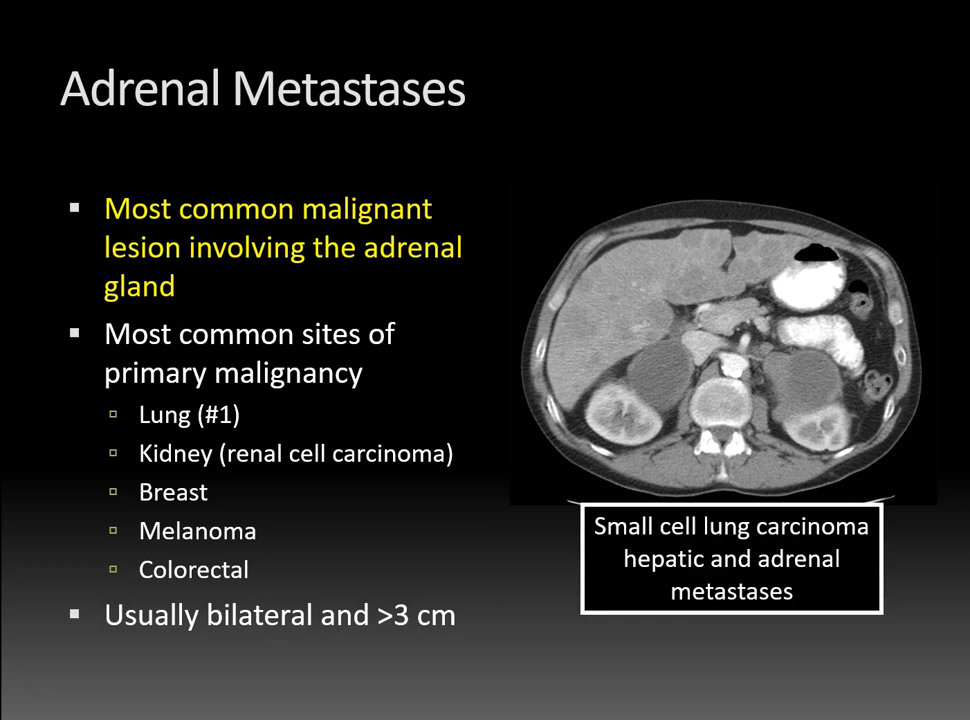 Adrenal Metastases
▪ Most common malignant
lesion involving the adrenal
gland
▪ Most common sites of
primary malignancy
▫ Lung (#1)
▫ Kidney (renal cell carcinoma)
▫ Breast
▫ Melanoma
▫ Colorectal
▪ Usually bilateral and >3 cm
Small cell lung carcinoma
hepatic and adrenal
metastases